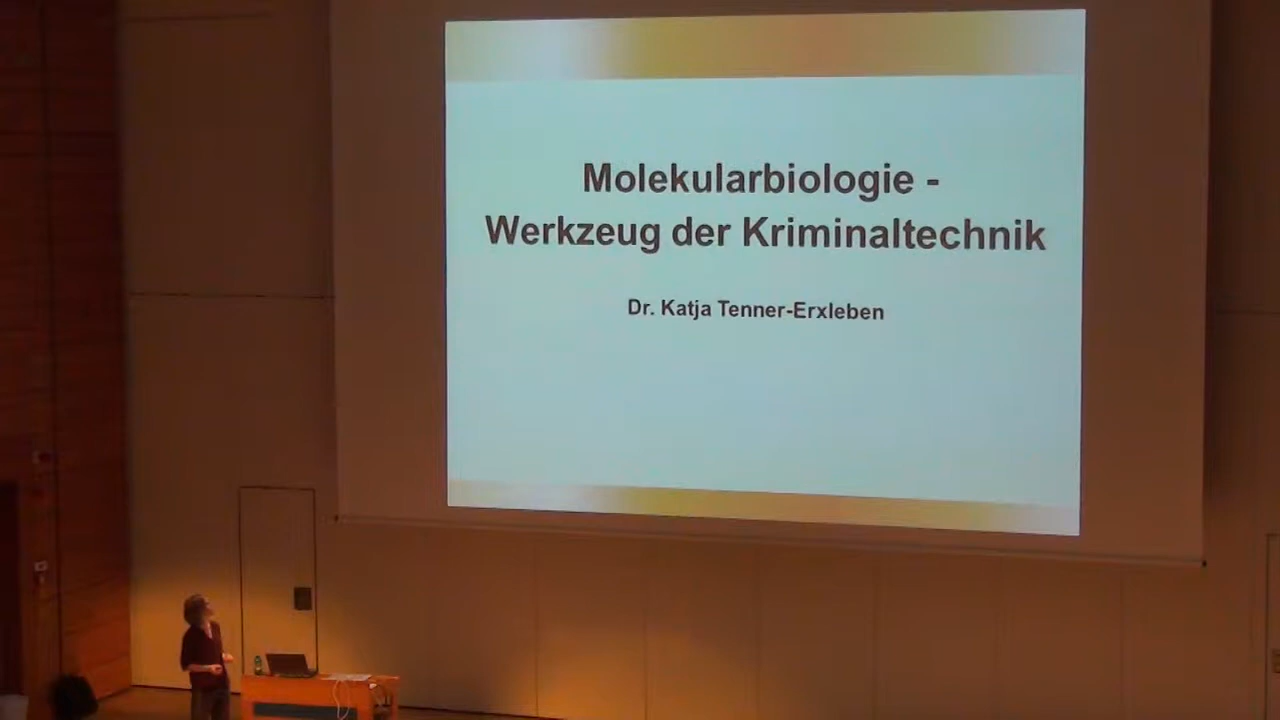 Molekularbiologie -
Werkzeug der Kriminaltechnik
Dr. Katja Tenner-Erxleben